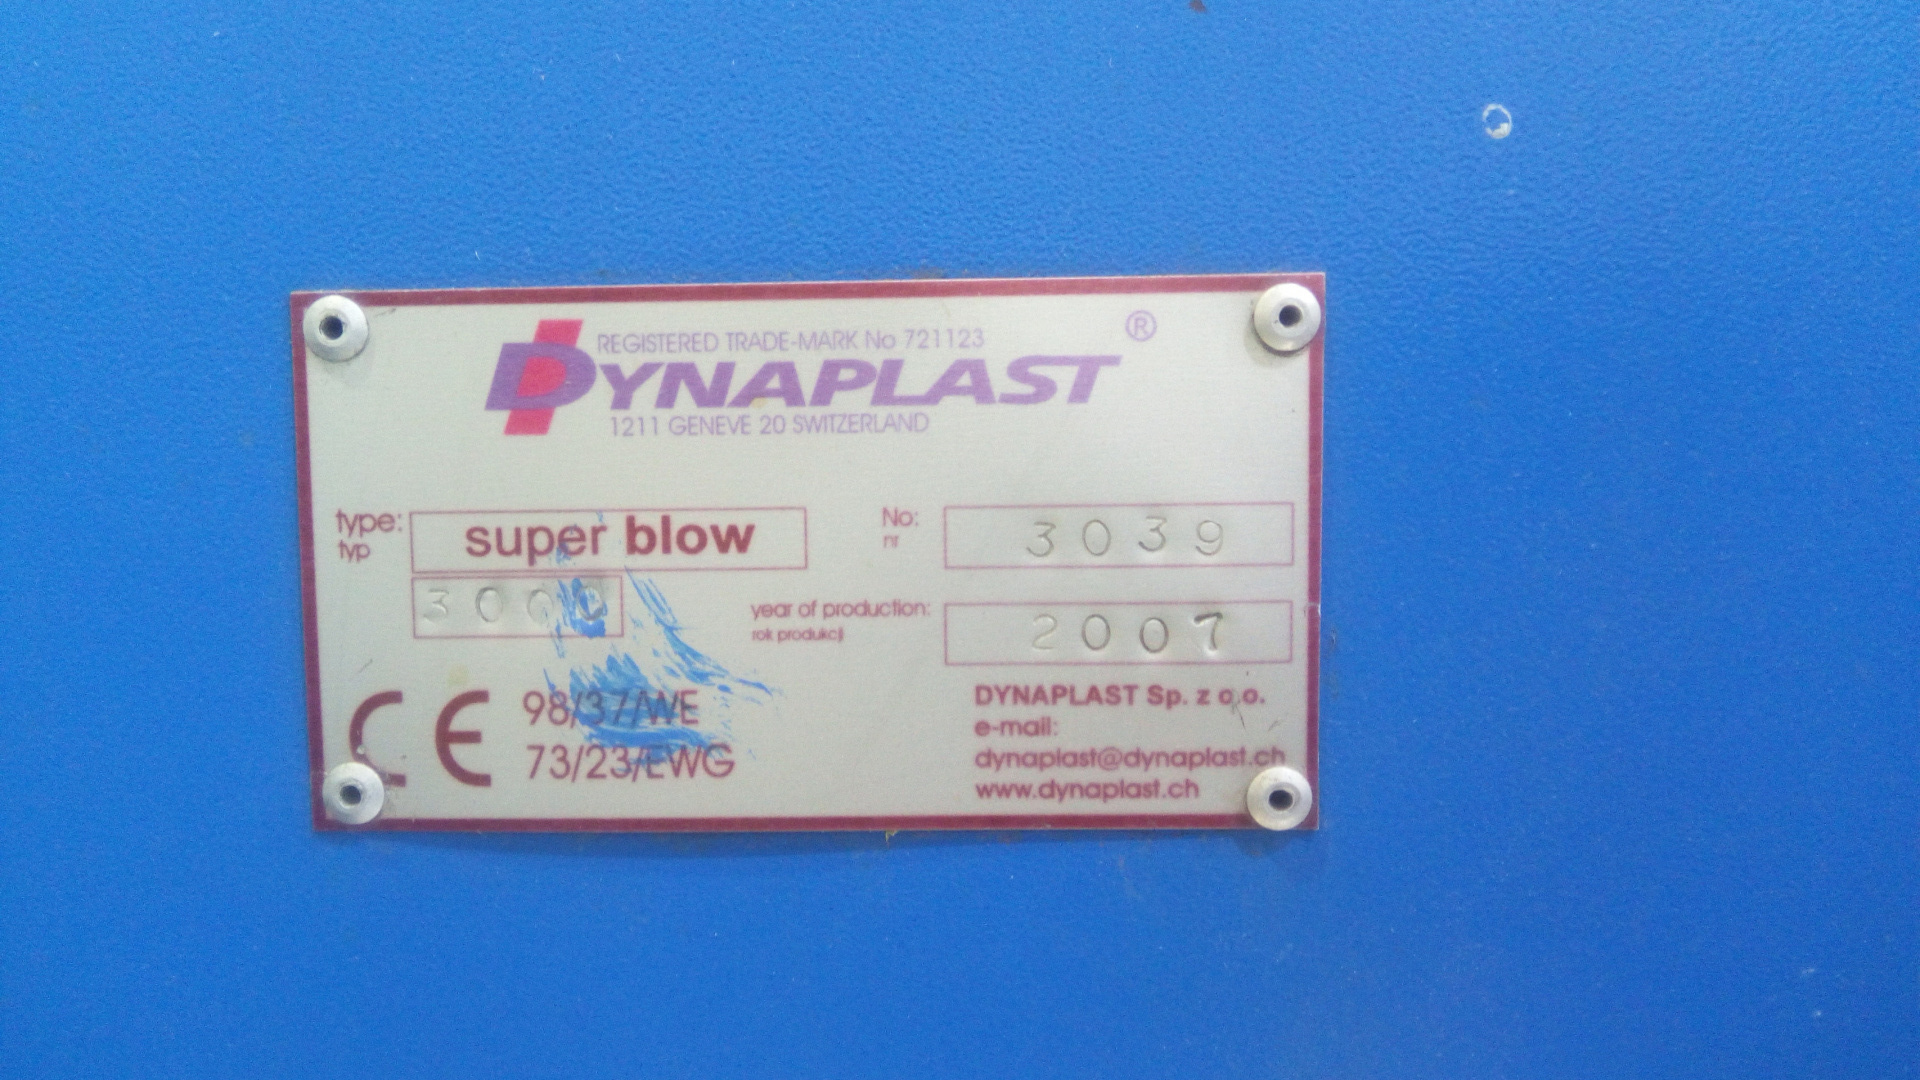 REGISTERED TRADE-MARK No 721123
DYNAPLAST ®
1211 GENEVE 20 SWITZERLAND
type: super blow
typ
No: 3039
nr
3000
year of production: 2007
rok produkcji
CE 98/37/WE
73/23/EWG
DYNAPLAST Sp. z o.o.
e-mail:
dynaplast@dynaplast.ch
www.dynaplast.ch